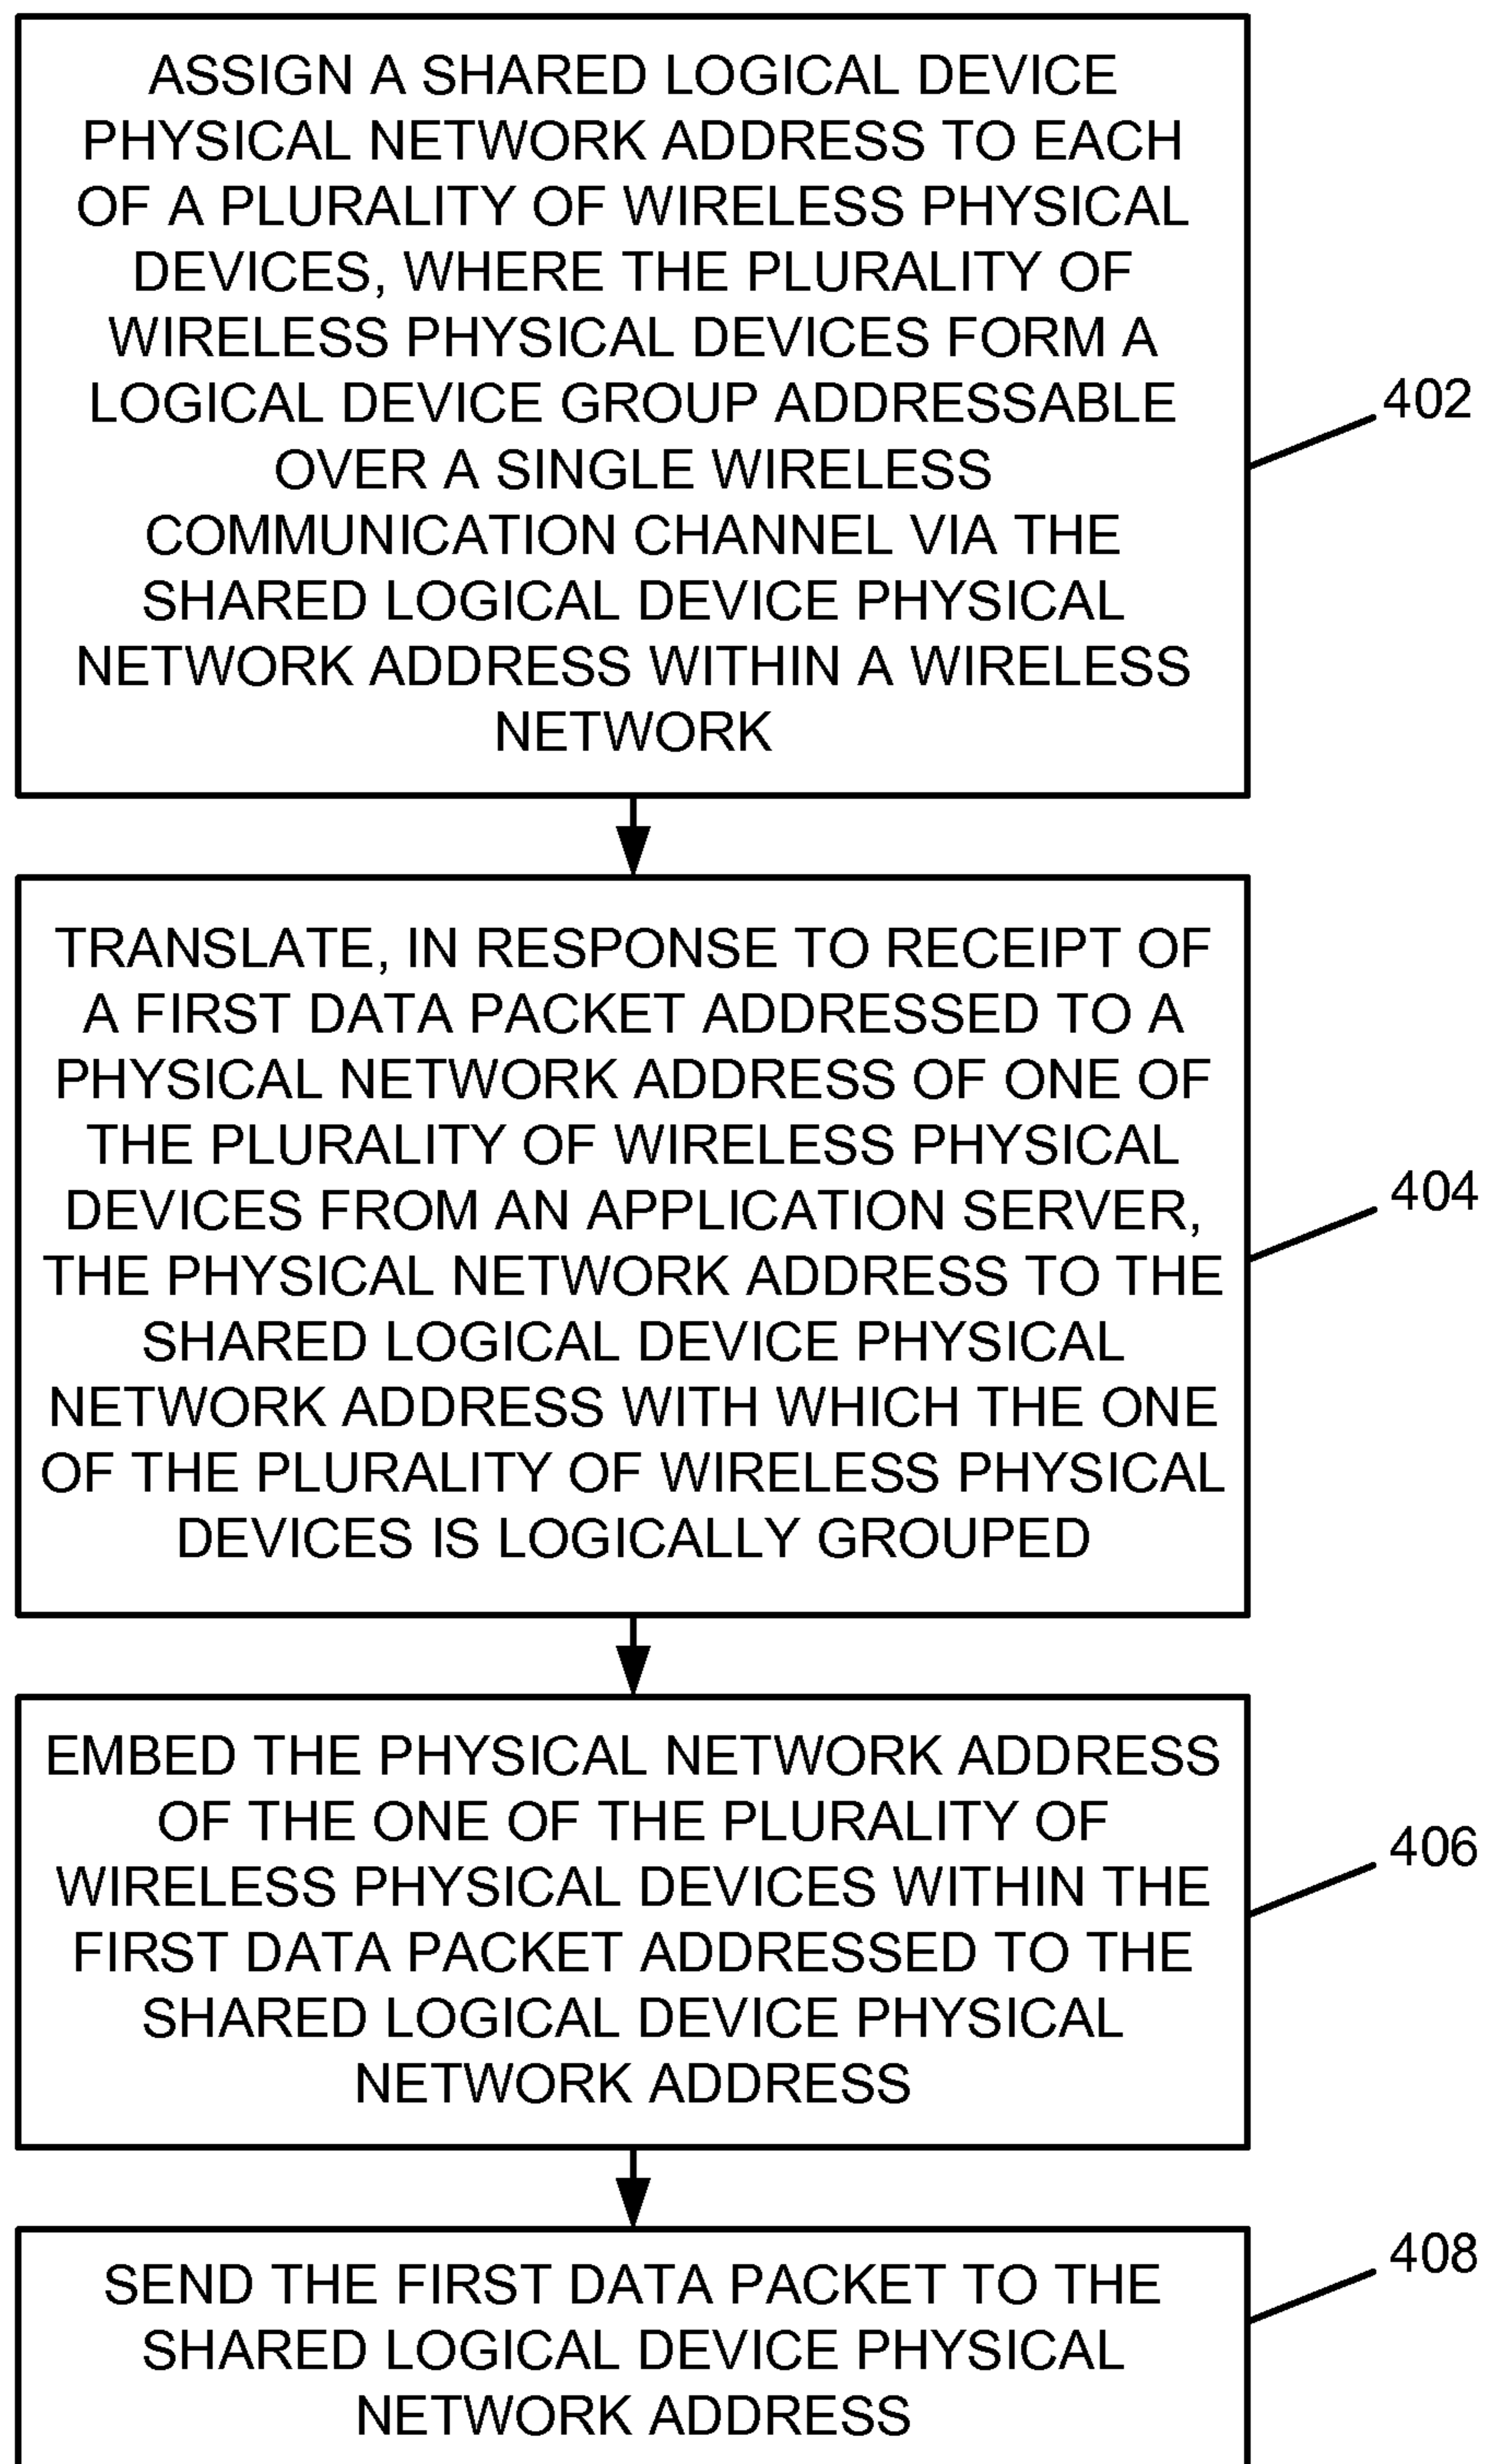 ASSIGN A SHARED LOGICAL DEVICE
PHYSICAL NETWORK ADDRESS TO EACH
OF A PLURALITY OF WIRELESS PHYSICAL
DEVICES, WHERE THE PLURALITY OF
WIRELESS PHYSICAL DEVICES FORM A
LOGICAL DEVICE GROUP ADDRESSABLE
OVER A SINGLE WIRELESS
COMMUNICATION CHANNEL VIA THE
SHARED LOGICAL DEVICE PHYSICAL
NETWORK ADDRESS WITHIN A WIRELESS
NETWORK
402
TRANSLATE, IN RESPONSE TO RECEIPT OF
A FIRST DATA PACKET ADDRESSED TO A
PHYSICAL NETWORK ADDRESS OF ONE OF
THE PLURALITY OF WIRELESS PHYSICAL
DEVICES FROM AN APPLICATION SERVER,
THE PHYSICAL NETWORK ADDRESS TO THE
SHARED LOGICAL DEVICE PHYSICAL
NETWORK ADDRESS WITH WHICH THE ONE
OF THE PLURALITY OF WIRELESS PHYSICAL
DEVICES IS LOGICALLY GROUPED
404
EMBED THE PHYSICAL NETWORK ADDRESS
OF THE ONE OF THE PLURALITY OF
WIRELESS PHYSICAL DEVICES WITHIN THE
FIRST DATA PACKET ADDRESSED TO THE
SHARED LOGICAL DEVICE PHYSICAL
NETWORK ADDRESS
406
SEND THE FIRST DATA PACKET TO THE
SHARED LOGICAL DEVICE PHYSICAL
NETWORK ADDRESS
408